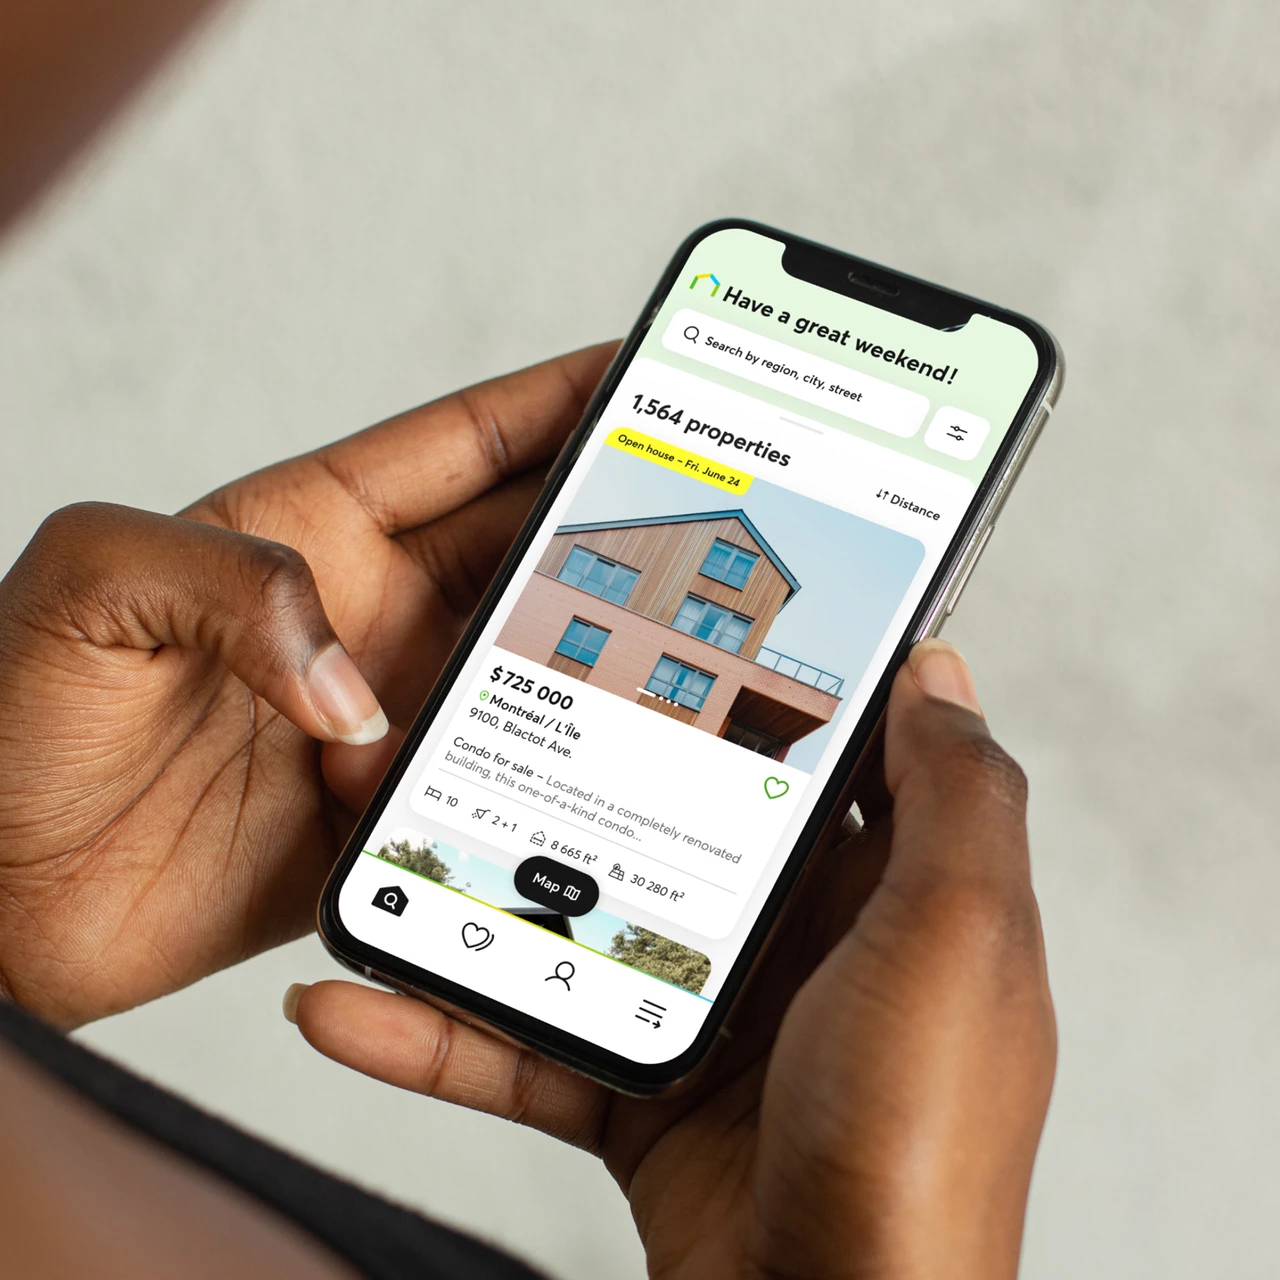 Have a great weekend!
Search by region, city, street
1,564 properties
↓↑ Distance
Open house – Fri. June 24
$725 000
Montréal / L'Île
9100, Blactot Ave.
Condo for sale – Located in a completely renovated
building, this one-of-a-kind condo...
10 2 + 1 8 665 ft² 30 280 ft²
Map